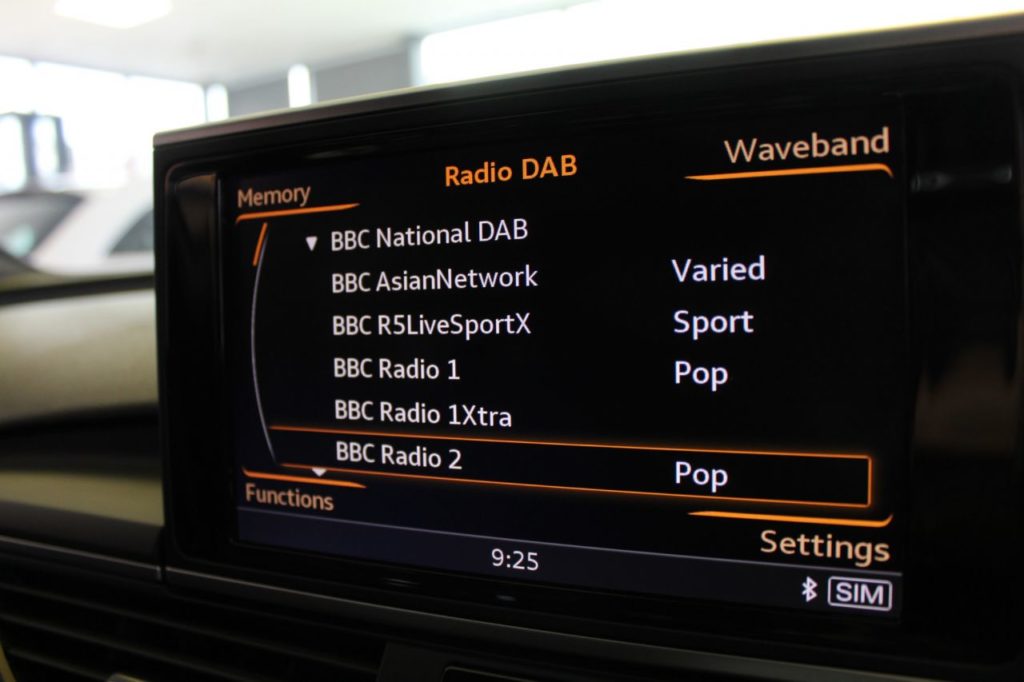 Radio DAB
Waveband
Memory
BBC National DAB
BBC AsianNetwork Varied
BBC R5LiveSportX Sport
BBC Radio 1 Pop
BBC Radio 1Xtra
BBC Radio 2 Pop
Functions
Settings
9:25
SIM